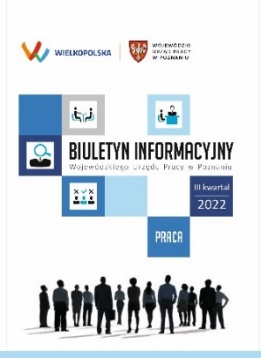 WIELKOPOLSKA
WOJEWÓDZKI
URZĄD PRACY
W POZNANIU
BIULETYN INFORMACYJNY
Wojewódzkiego Urzędu Pracy w Poznaniu
III kwartał
2022
PRACA